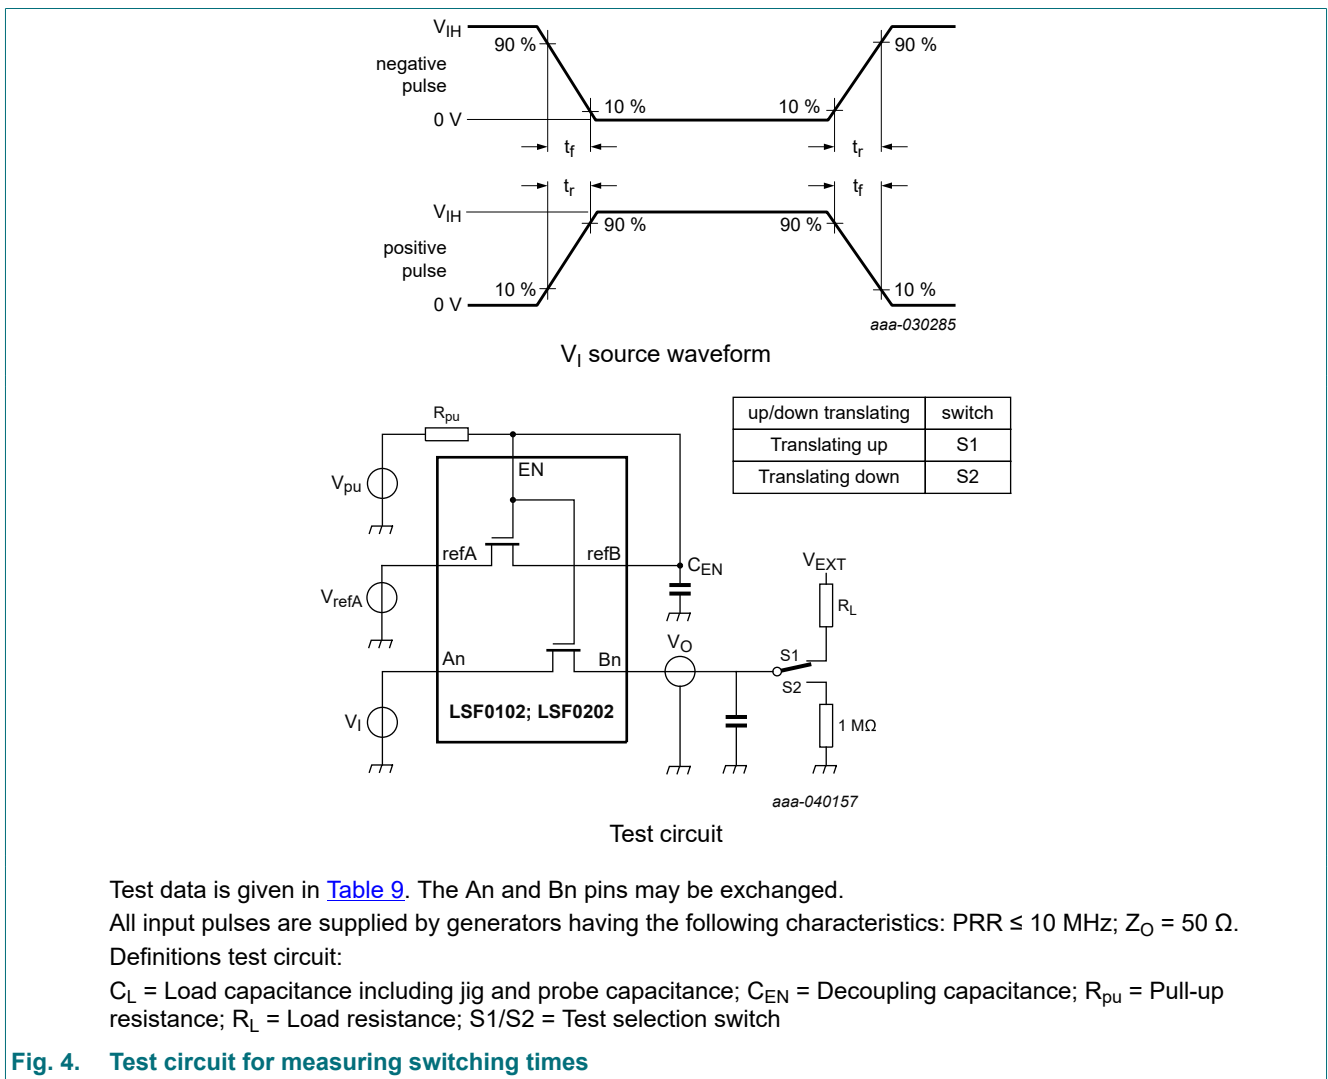 VIH
90 %
90 %
negative
pulse
10 %
10 %
0 V
tf
tr
tr
tf
VIH
90 %
90 %
positive
pulse
10 %
10 %
0 V
aaa-030285
VI source waveform
up/down translating switch
Translating up S1
Translating down S2
Rpu
EN
Vpu
refA
refB
CEN
VEXT
VrefA
RL
VO
An
Bn
S1
S2
LSF0102; LSF0202
VI
1 MΩ
aaa-040157
Test circuit
Test data is given in Table 9. The An and Bn pins may be exchanged.
All input pulses are supplied by generators having the following characteristics: PRR ≤ 10 MHz; ZO = 50 Ω.
Definitions test circuit:
CL = Load capacitance including jig and probe capacitance; CEN = Decoupling capacitance; Rpu = Pull-up
resistance; RL = Load resistance; S1/S2 = Test selection switch
Fig. 4. Test circuit for measuring switching times